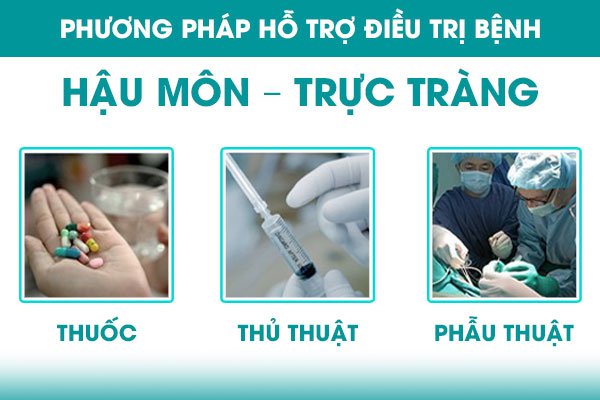 PHƯƠNG PHÁP HỖ TRỢ ĐIỀU TRỊ BỆNH
HẬU MÔN – TRỰC TRÀNG
THUỐC
THỦ THUẬT
PHẪU THUẬT